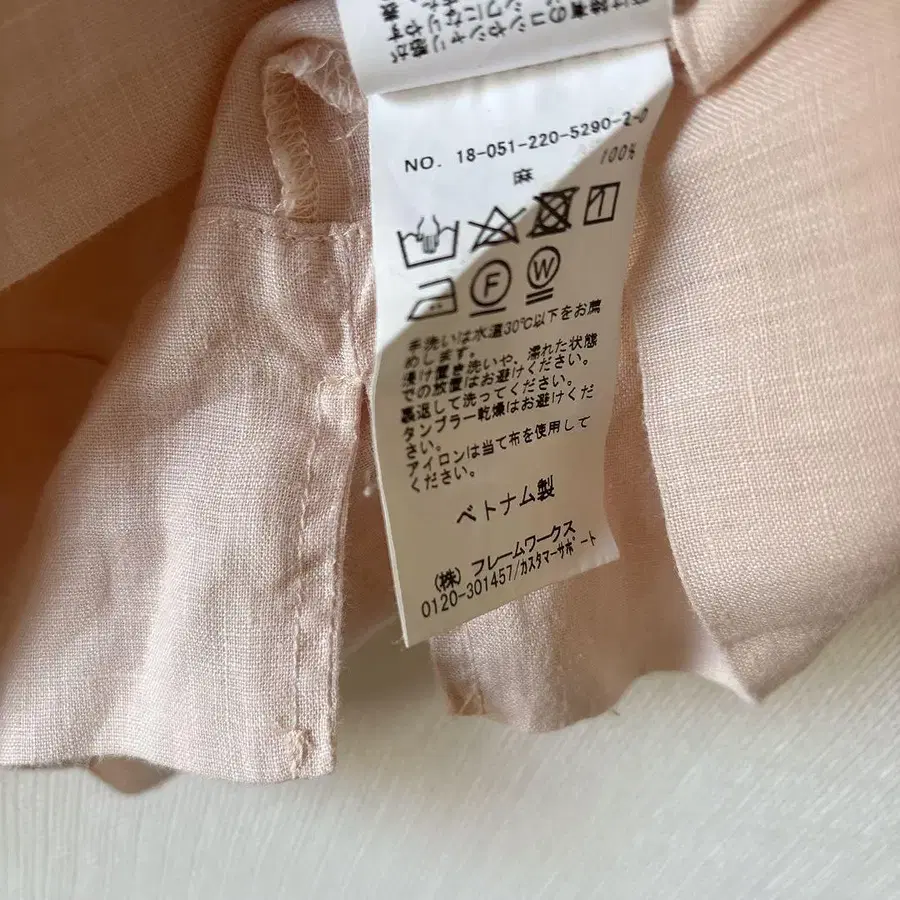 NO. 18-051-220-5290-2-0
麻 100%
F W
手洗いは水温30℃以下をお薦
めします。
浸け置き洗いや、濡れた状態
での放置はお避けください。
裏返して洗ってください。
タンブラー乾燥はお避けくだ
さい。
アイロンは当て布を使用して
ください。
ベトナム製
(株) フレームワークス
0120-301457/カスタマーサポート